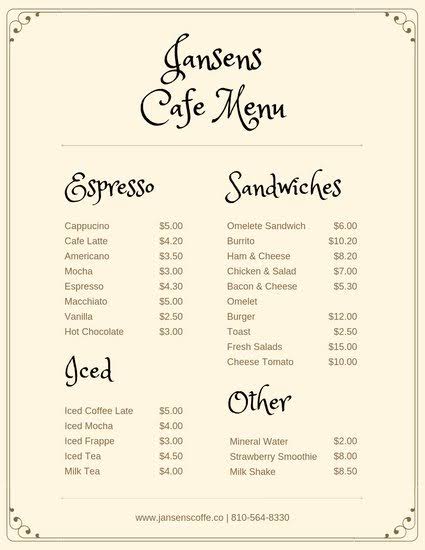 Jansens
Cafe Menu
Espresso
Cappucino $5.00
Cafe Latte $4.20
Americano $3.50
Mocha $3.00
Espresso $4,30
Macchiato $5.00
Vanilla $2.50
Hot Chocolate $3.00
Iced
Iced Coffee Late $5.00
Iced Mocha $4.00
Iced Frappe $3.00
Iced Tea $4.50
Milk Tea $4.00
Sandwiches
Omelete Sandwich $6.00
Burrito $10.20
Ham & Cheese $8.20
Chicken & Salad $7.00
Bacon & Cheese $5.30
Omelet
Burger $12.00
Toast $2.50
Fresh Salads $15.00
Cheese Tomato $10.00
Other
Mineral Water $2.00
Strawberry Smoothie $8.00
Milk Shake $8.50
www.jansenscoffe.co | 810-564-8330